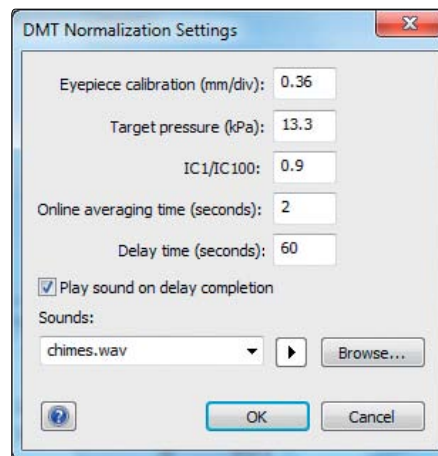 DMT Normalization Settings
Eyepiece calibration (mm/div): 0.36
Target pressure (kPa): 13.3
IC1/IC100: 0.9
Online averaging time (seconds): 2
Delay time (seconds): 60
Play sound on delay completion
Sounds:
chimes.wav Browse...
OK Cancel